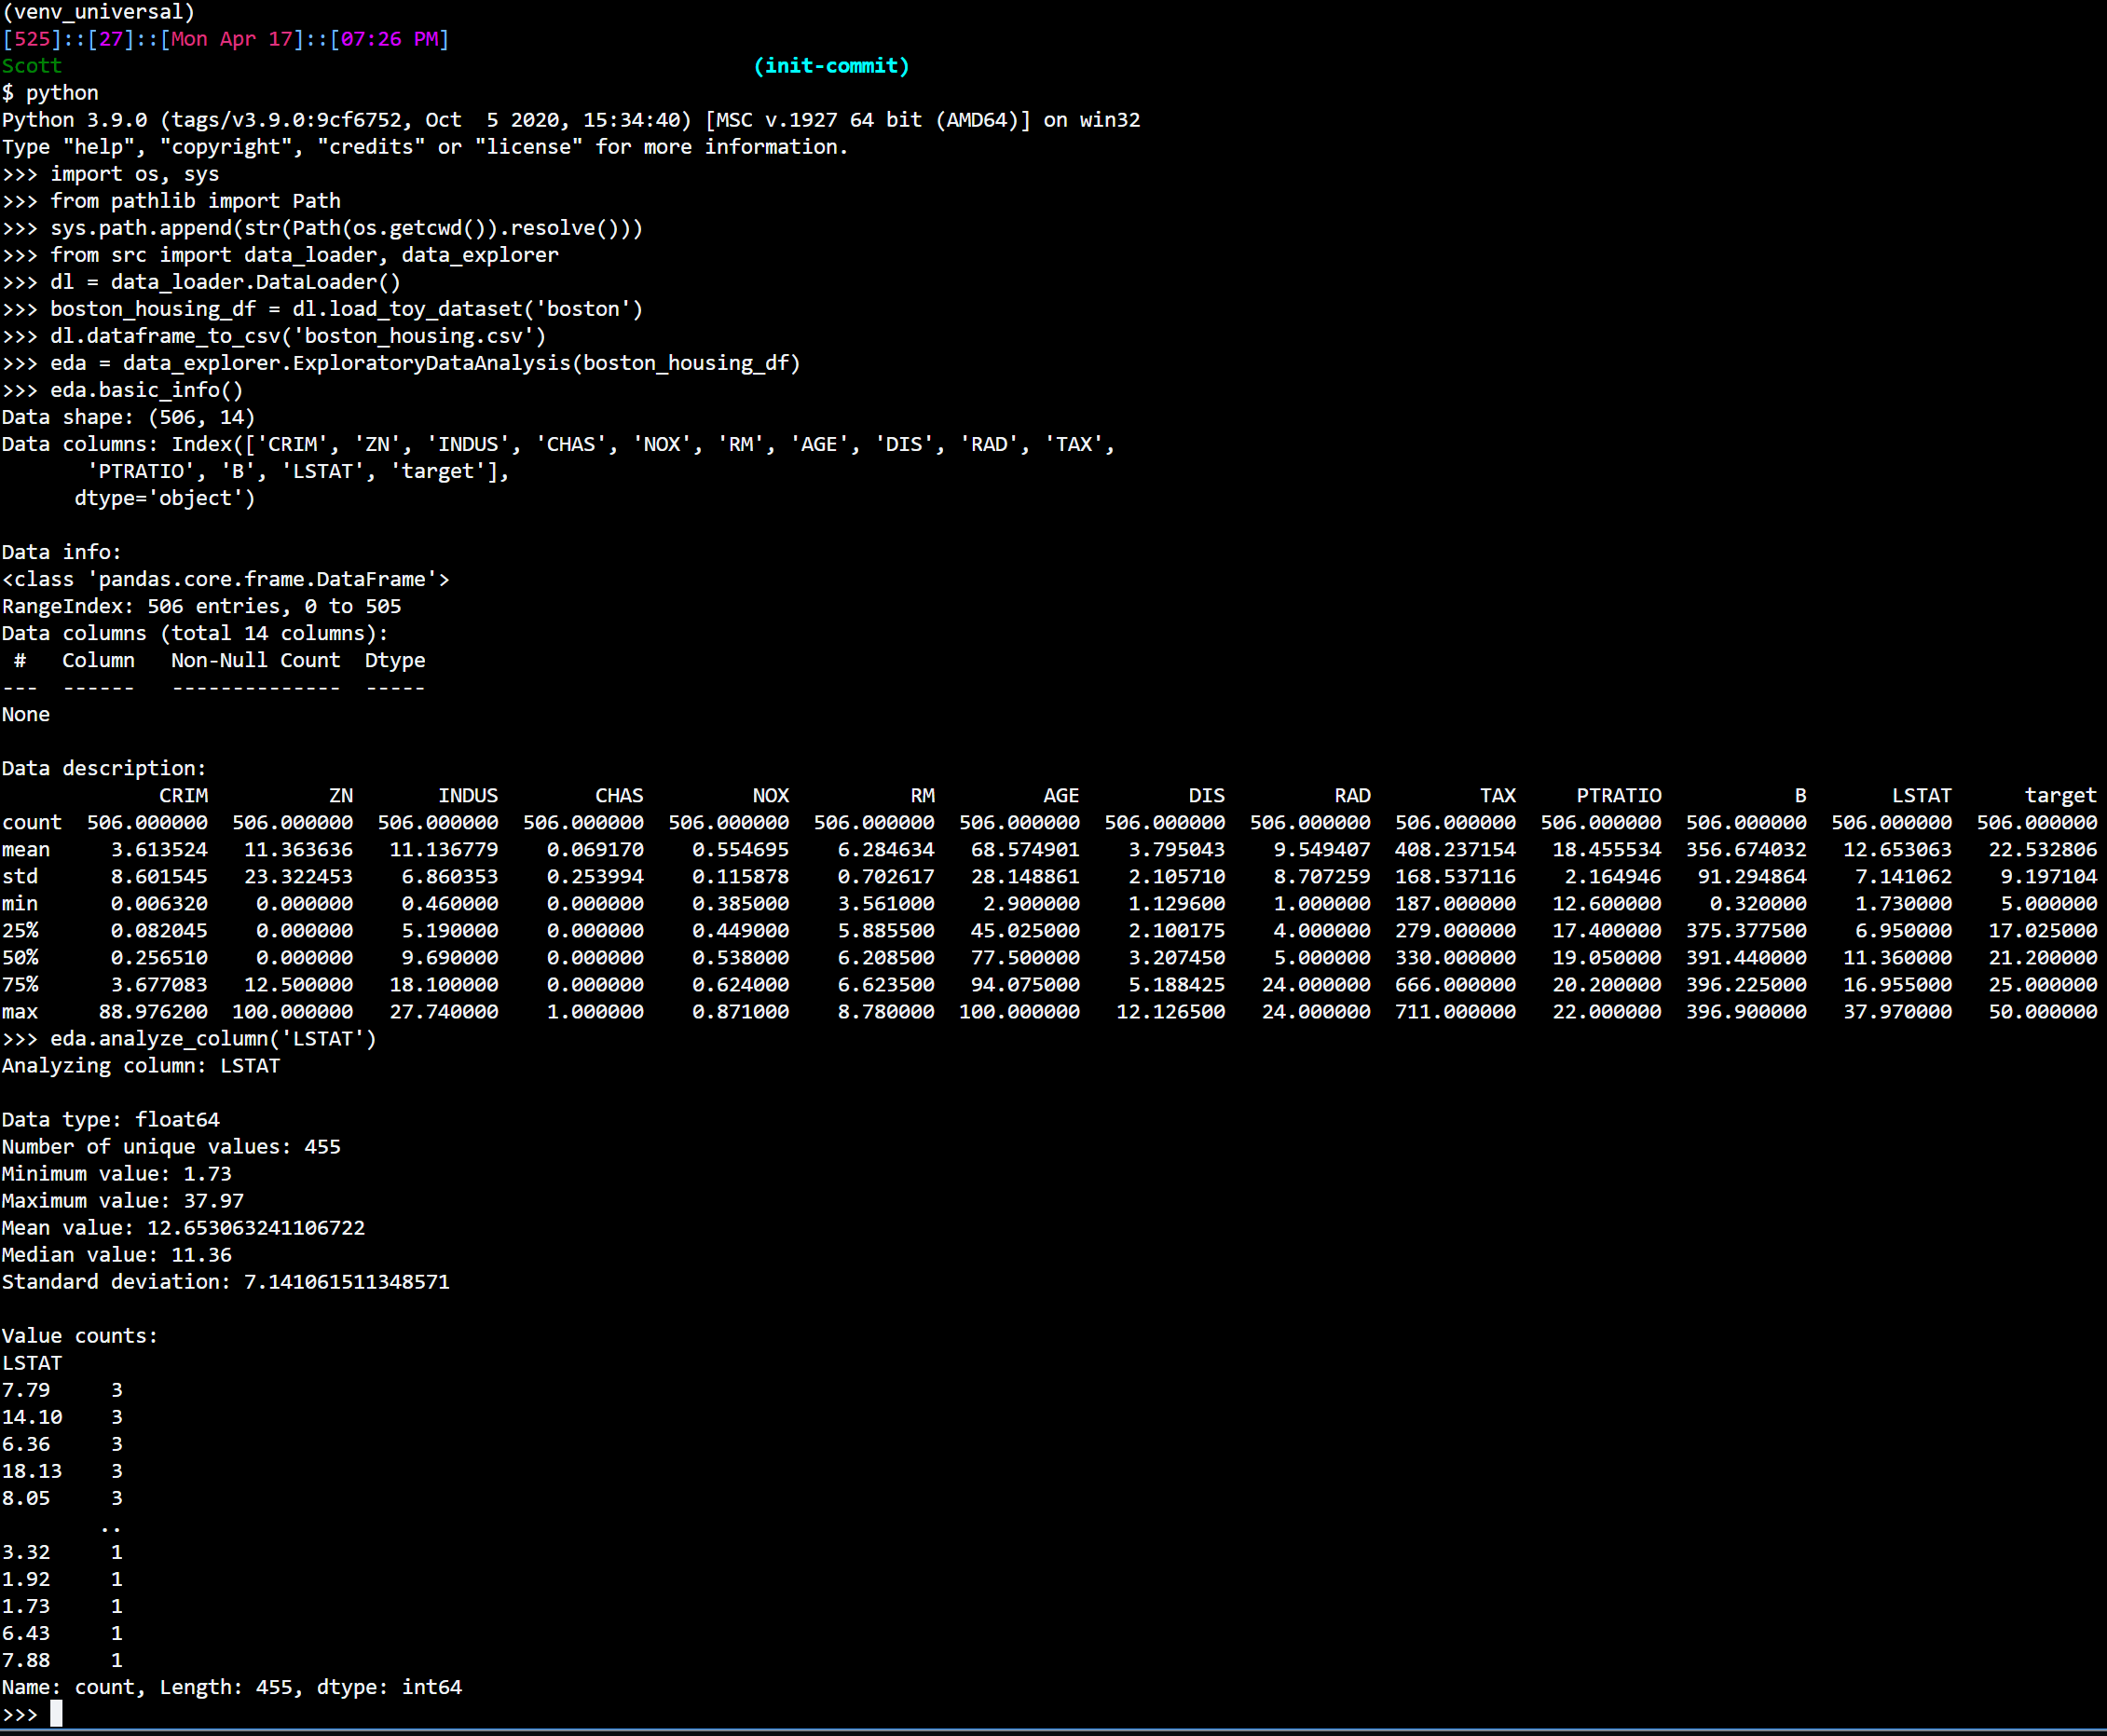 (venv_universal)
[525]::[27]::[Mon Apr 17]::[07:26 PM]
Scott (init-commit)
$ python
Python 3.9.0 (tags/v3.9.0:9cf6752, Oct  5 2020, 15:34:40) [MSC v.1927 64 bit (AMD64)] on win32
Type "help", "copyright", "credits" or "license" for more information.
>>> import os, sys
>>> from pathlib import Path
>>> sys.path.append(str(Path(os.getcwd()).resolve()))
>>> from src import data_loader, data_explorer
>>> dl = data_loader.DataLoader()
>>> boston_housing_df = dl.load_toy_dataset('boston')
>>> dl.dataframe_to_csv('boston_housing.csv')
>>> eda = data_explorer.ExploratoryDataAnalysis(boston_housing_df)
>>> eda.basic_info()
Data shape: (506, 14)
Data columns: Index(['CRIM', 'ZN', 'INDUS', 'CHAS', 'NOX', 'RM', 'AGE', 'DIS', 'RAD', 'TAX',
       'PTRATIO', 'B', 'LSTAT', 'target'],
      dtype='object')
Data info:
<class 'pandas.core.frame.DataFrame'>
RangeIndex: 506 entries, 0 to 505
Data columns (total 14 columns):
 #   Column   Non-Null Count  Dtype
---  ------   --------------  -----
None
Data description:
             CRIM          ZN       INDUS        CHAS         NOX          RM         AGE         DIS         RAD         TAX     PTRATIO           B       LSTAT      target
count  506.000000  506.000000  506.000000  506.000000  506.000000  506.000000  506.000000  506.000000  506.000000  506.000000  506.000000  506.000000  506.000000  506.000000
mean     3.613524   11.363636   11.136779    0.069170    0.554695    6.284634   68.574901    3.795043    9.549407  408.237154   18.455534  356.674032   12.653063   22.532806
std      8.601545   23.322453    6.860353    0.253994    0.115878    0.702617   28.148861    2.105710    8.707259  168.537116    2.164946   91.294864    7.141062    9.197104
min      0.006320    0.000000    0.460000    0.000000    0.385000    3.561000    2.900000    1.129600    1.000000  187.000000   12.600000    0.320000    1.730000    5.000000
25%      0.082045    0.000000    5.190000    0.000000    0.449000    5.885500   45.025000    2.100175    4.000000  279.000000   17.400000  375.377500    6.950000   17.025000
50%      0.256510    0.000000    9.690000    0.000000    0.538000    6.208500   77.500000    3.207450    5.000000  330.000000   19.050000  391.440000   11.360000   21.200000
75%      3.677083   12.500000   18.100000    0.000000    0.624000    6.623500   94.075000    5.188425   24.000000  666.000000   20.200000  396.225000   16.955000   25.000000
max     88.976200  100.000000   27.740000    1.000000    0.871000    8.780000  100.000000   12.126500   24.000000  711.000000   22.000000  396.900000   37.970000   50.000000
>>> eda.analyze_column('LSTAT')
Analyzing column: LSTAT
Data type: float64
Number of unique values: 455
Minimum value: 1.73
Maximum value: 37.97
Mean value: 12.653063241106722
Median value: 11.36
Standard deviation: 7.141061511348571
Value counts:
LSTAT
7.79     3
14.10    3
6.36     3
18.13    3
8.05     3
        ..
3.32     1
1.92     1
1.73     1
6.43     1
7.88     1
Name: count, Length: 455, dtype: int64
>>>